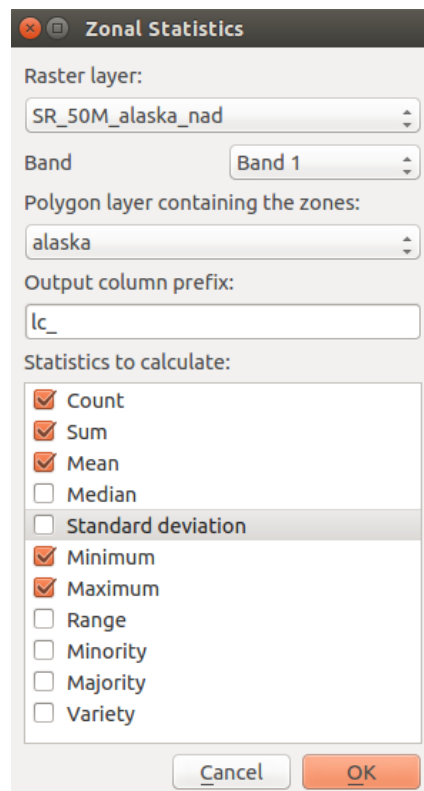 Zonal Statistics
Raster layer:
SR_50M_alaska_nad
Band Band 1
Polygon layer containing the zones:
alaska
Output column prefix:
lc_
Statistics to calculate:
Count
Sum
Mean
Median
Standard deviation
Minimum
Maximum
Range
Minority
Majority
Variety
Cancel OK